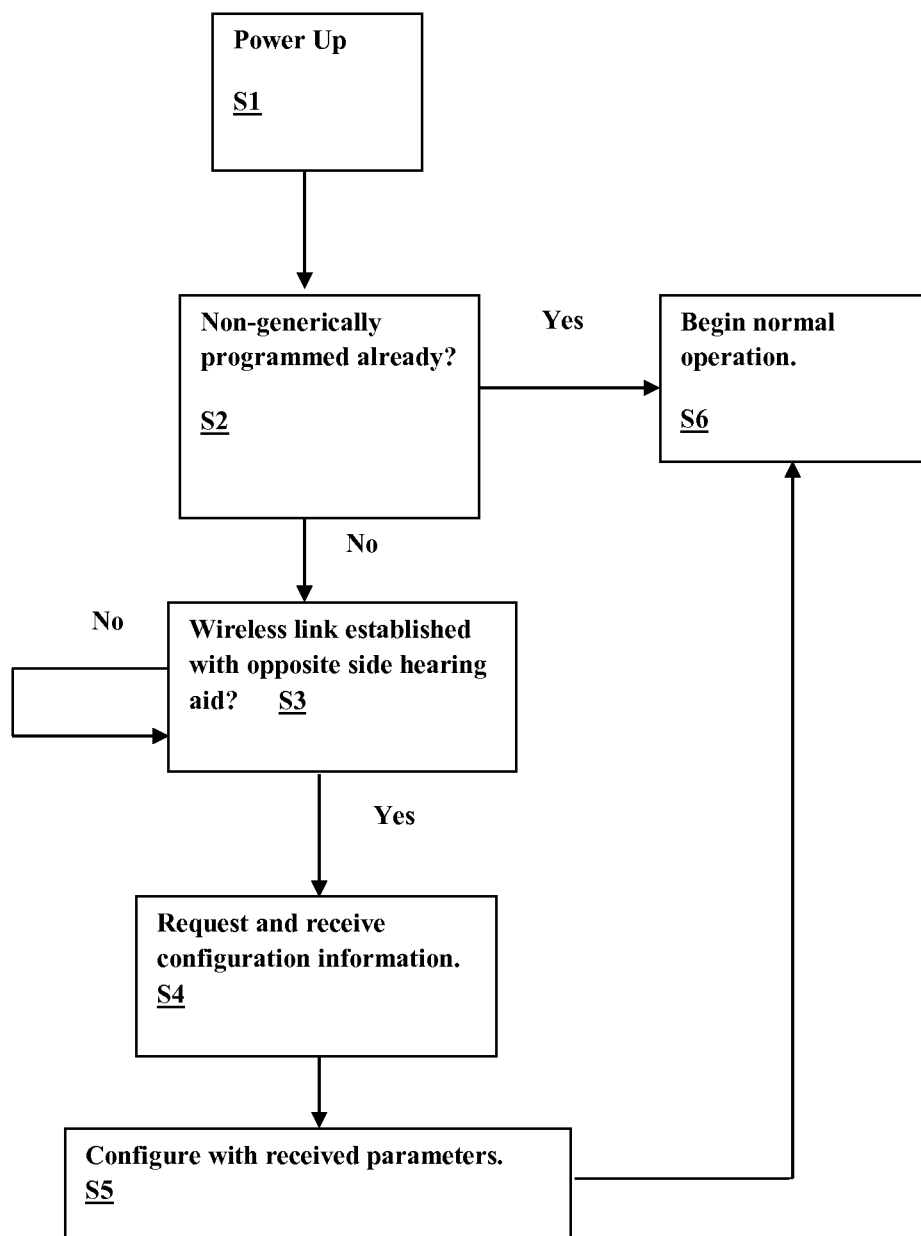 Power Up
S1
Non-generically
programmed already?
S2
Yes
Begin normal
operation.
S6
No
No
Wireless link established
with opposite side hearing
aid? S3
Yes
Request and receive
configuration information.
S4
Configure with received parameters.
S5